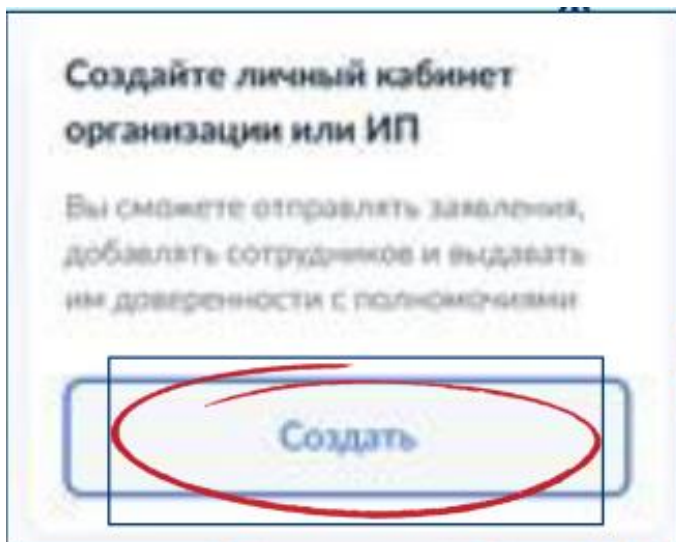 Создайте личный кабинет
организации или ИП
Вы сможете отправлять заявления,
добавлять сотрудников и выдавать
им доверенности с полномочиями
Создать